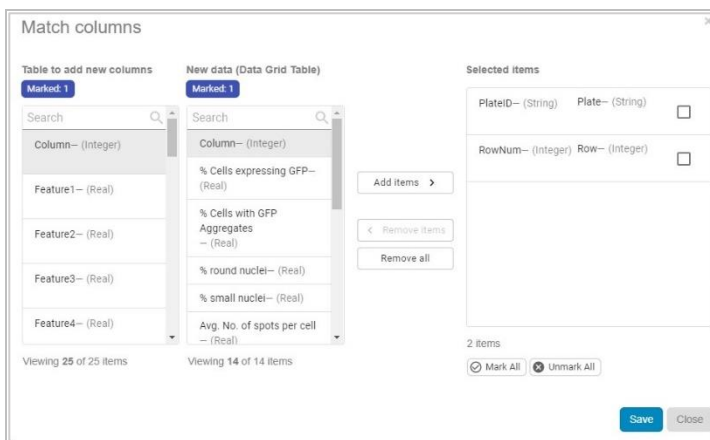 Match columns
×
Table to add new columns
Marked: 1
Search
Column– (Integer)
Feature1– (Real)
Feature2– (Real)
Feature3– (Real)
Feature4– (Real)
Viewing 25 of 25 items
New data (Data Grid Table)
Marked: 1
Search
Column– (Integer)
% Cells expressing GFP–
(Real)
% Cells with GFP
Aggregates
– (Real)
% round nuclei– (Real)
% small nuclei– (Real)
Avg. No. of spots per cell
– (Real)
Viewing 14 of 14 items
Add items >
< Remove items
Remove all
Selected items
PlateID– (String) Plate– (String)
RowNum– (Integer) Row– (Integer)
2 items
Mark All Unmark All
Save Close